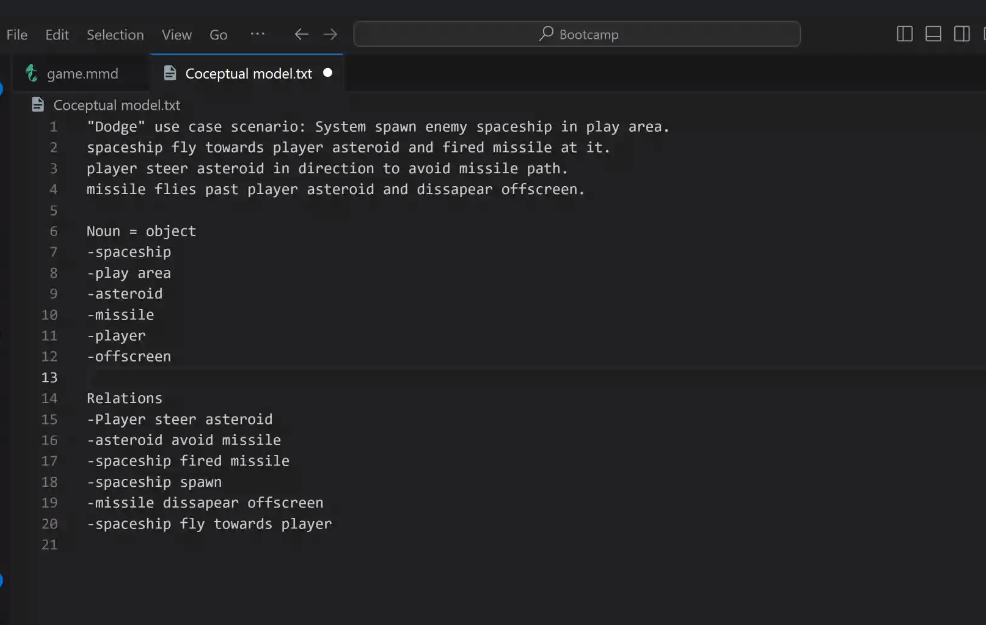 File Edit Selection View Go ··· ← → Bootcamp
game.mmd Coceptual model.txt ●
Coceptual model.txt
1 "Dodge" use case scenario: System spawn enemy spaceship in play area.
2 spaceship fly towards player asteroid and fired missile at it.
3 player steer asteroid in direction to avoid missile path.
4 missile flies past player asteroid and dissapear offscreen.
5
6 Noun = object
7 -spaceship
8 -play area
9 -asteroid
10 -missile
11 -player
12 -offscreen
13
14 Relations
15 -Player steer asteroid
16 -asteroid avoid missile
17 -spaceship fired missile
18 -spaceship spawn
19 -missile dissapear offscreen
20 -spaceship fly towards player
21